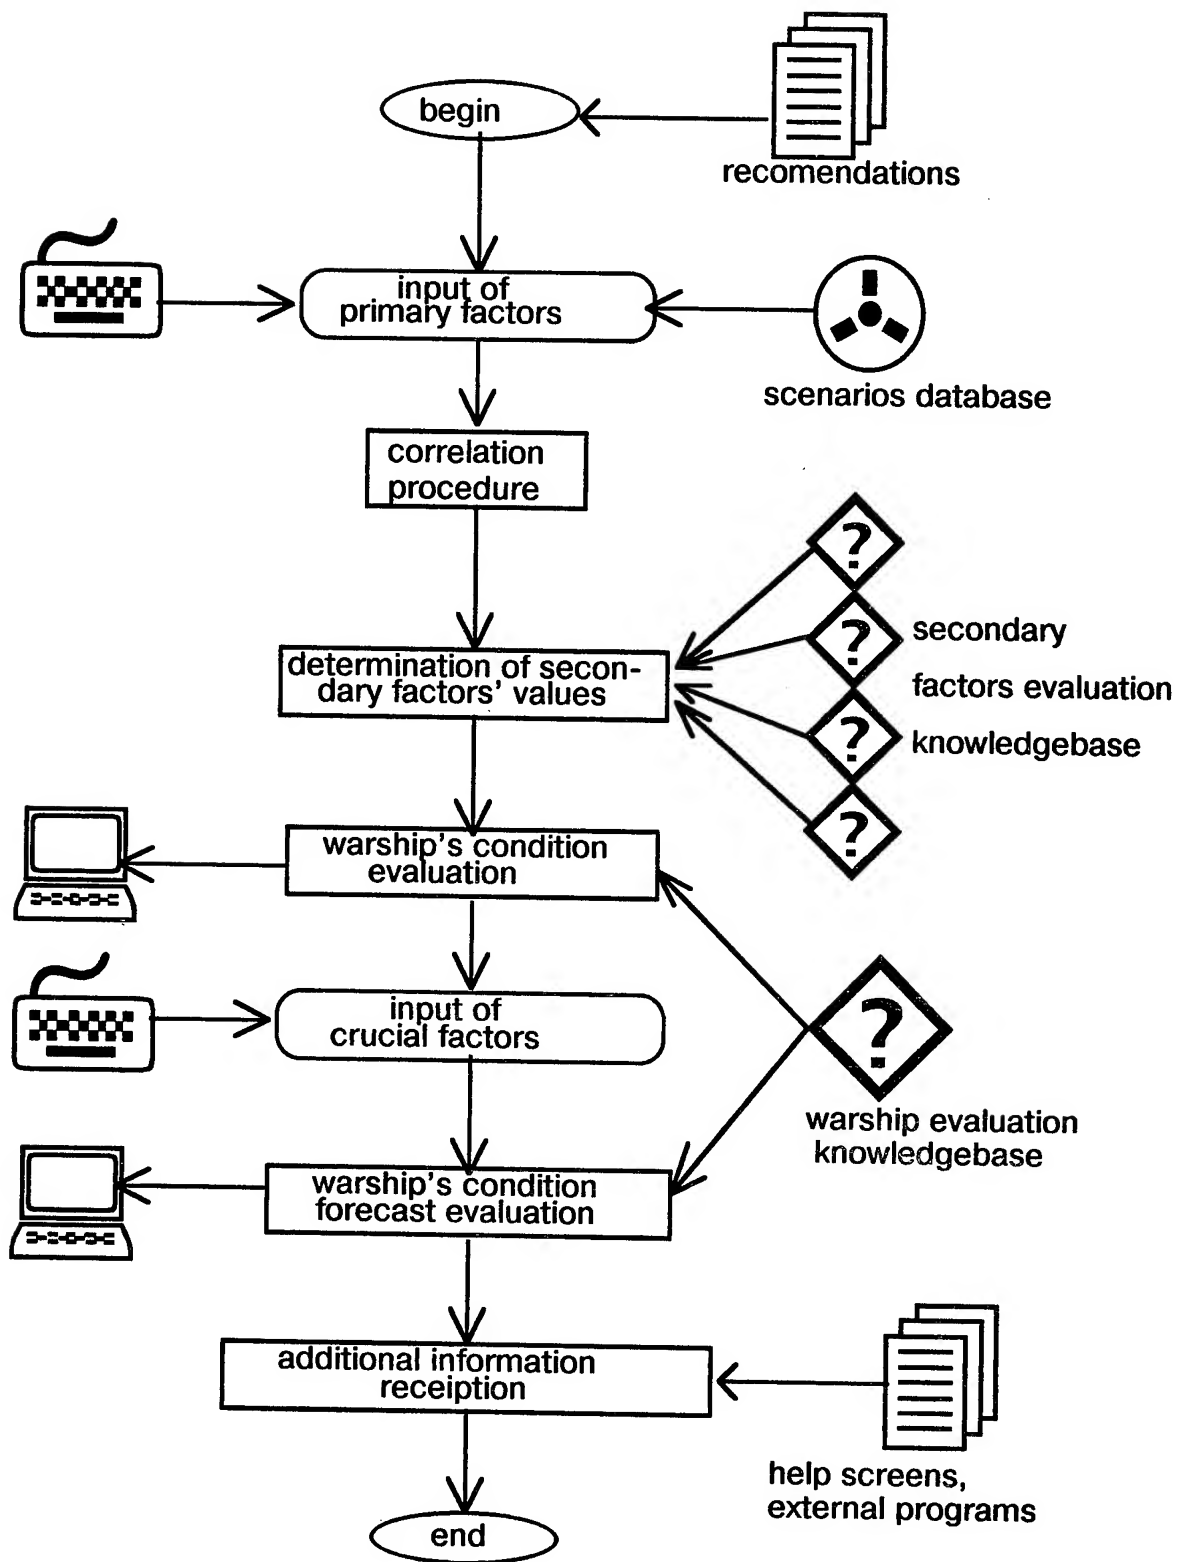 begin
recomendations
input of
primary factors
scenarios database
correlation
procedure
determination of secon-
dary factors' values
secondary
factors evaluation
knowledgebase
warship's condition
evaluation
input of
crucial factors
warship evaluation
knowledgebase
warship's condition
forecast evaluation
additional information
receiption
help screens,
external programs
end